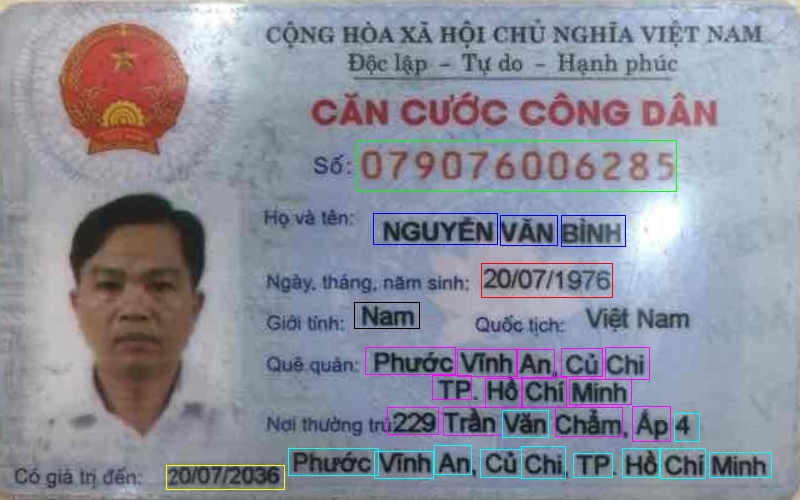 CỘNG HÒA XÃ HỘI CHỦ NGHĨA VIỆT NAM
Độc lập – Tự do – Hạnh phúc
CĂN CƯỚC CÔNG DÂN
Số: 079076006285
Họ và tên: NGUYỄN VĂN BÌNH
Ngày, tháng, năm sinh: 20/07/1976
Giới tính: Nam Quốc tịch: Việt Nam
Quê quán: Phước Vĩnh An, Củ Chi
TP. Hồ Chí Minh
Nơi thường trú: 229 Trần Văn Chẩm, Ấp 4
Phước Vĩnh An, Củ Chi, TP. Hồ Chí Minh
Có giá trị đến: 20/07/2036